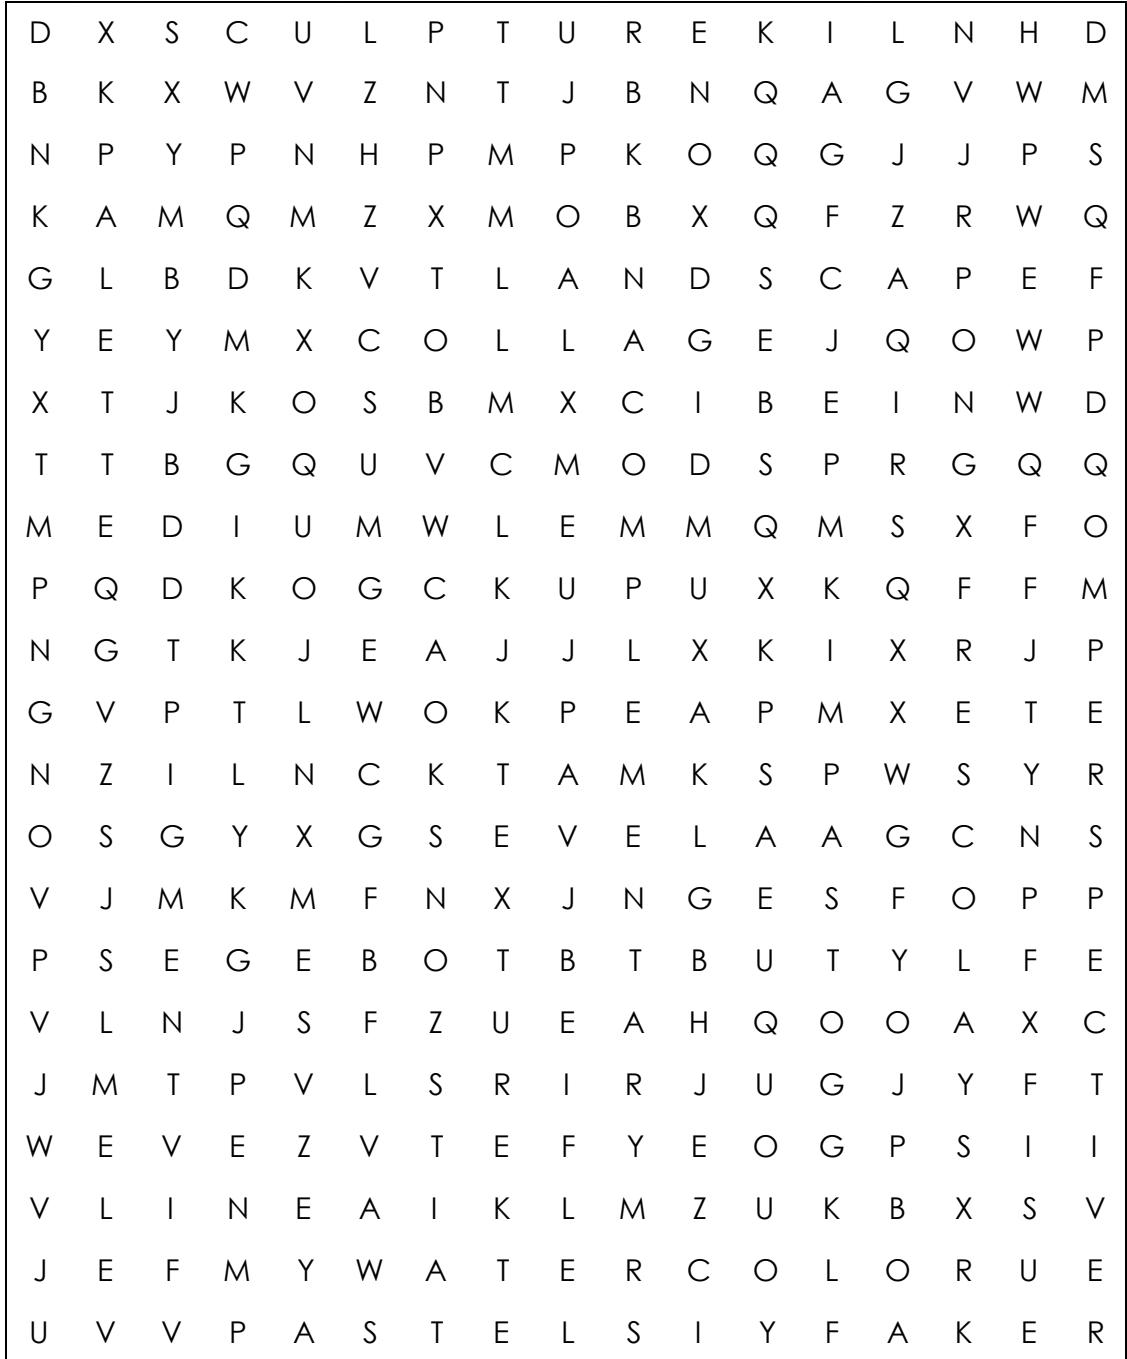 D X S C U L P T U R E K I L N H D
B K X W V Z N T J B N Q A G V W M
N P Y P N H P M P K O Q G J J P S
K A M Q M Z X M O B X Q F Z R W Q
G L B D K V T L A N D S C A P E F
Y E Y M X C O L L A G E J Q O W P
X T J K O S B M X C I B E I N W D
T T B G Q U V C M O D S P R G Q Q
M E D I U M W L E M M Q M S X F O
P Q D K O G C K U P U X K Q F F M
N G T K J E A J J L X K I X R J P
G V P T L W O K P E A P M X E T E
N Z I L N C K T A M K S P W S Y R
O S G Y X G S E V E L A A G C N S
V J M K M F N X J N G E S F O P P
P S E G E B O T B T B U T Y L F E
V L N J S F Z U E A H Q O O A X C
J M T P V L S R I R J U G J Y F T
W E V E Z V T E F Y E O G P S I I
V L I N E A I K L M Z U K B X S V
J E F M Y W A T E R C O L O R U E
U V V P A S T E L S I Y F A K E R